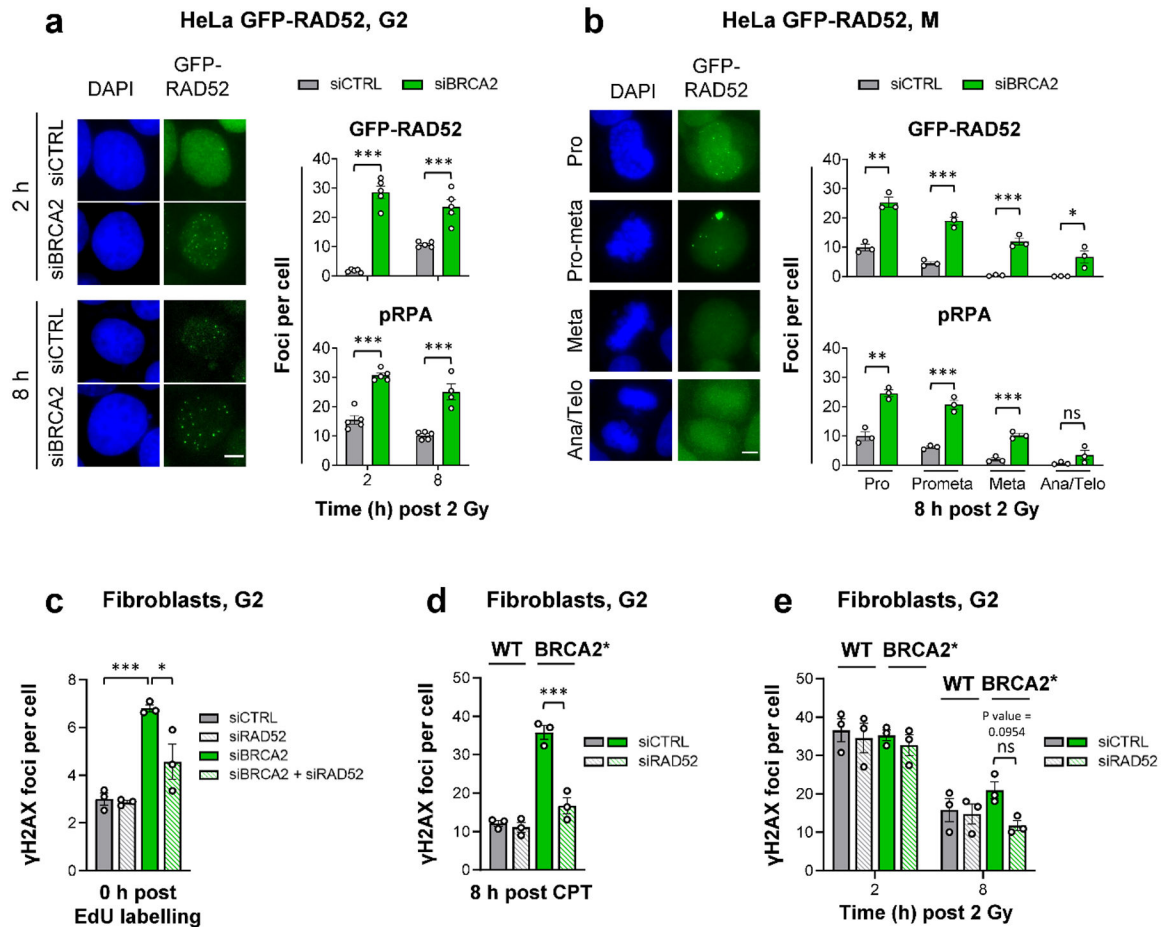 a HeLa GFP-RAD52, G2
DAPI
GFP-
RAD52
siCTRL siBRCA2
2 h
siCTRL
siBRCA2
8 h
siCTRL
siBRCA2
GFP-RAD52
Foci per cell
40
30
20
10
0
*** ***
pRPA
40
30
20
10
0
*** ***
2 8
Time (h) post 2 Gy
b HeLa GFP-RAD52, M
DAPI
GFP-
RAD52
siCTRL siBRCA2
Pro
Pro-meta
Meta
Ana/Telo
GFP-RAD52
Foci per cell
40
30
20
10
0
** *** *** *
pRPA
40
30
20
10
0
** *** *** ns
Pro Prometa Meta Ana/Telo
8 h post 2 Gy
c Fibroblasts, G2
γH2AX foci per cell
8
6
4
2
0
*** *
siCTRL
siRAD52
siBRCA2
siBRCA2 + siRAD52
0 h post
EdU labelling
d Fibroblasts, G2
WT BRCA2*
γH2AX foci per cell
50
40
30
20
10
0
***
siCTRL
siRAD52
8 h post CPT
e Fibroblasts, G2
WT BRCA2*
WT BRCA2*
γH2AX foci per cell
50
40
30
20
10
0
P value =
0.0954
ns
siCTRL
siRAD52
2 8
Time (h) post 2 Gy